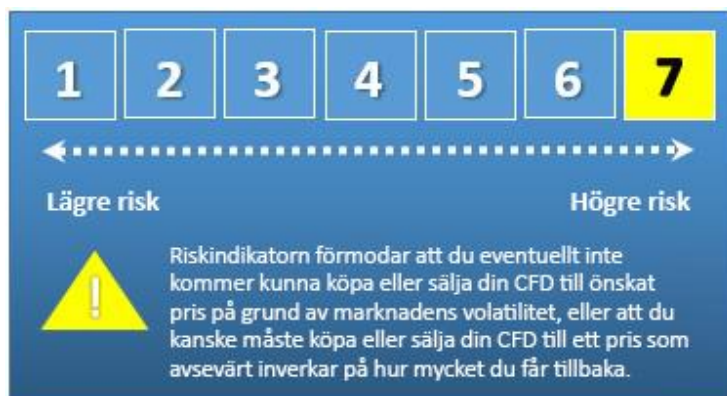 1 2 3 4 5 6 7
Lägre risk Högre risk
Riskindikatorn förmodar att du eventuellt inte
kommer kunna köpa eller sälja din CFD till önskat
pris på grund av marknadens volatilitet, eller att du
kanske måste köpa eller sälja din CFD till ett pris som
avsevärt inverkar på hur mycket du får tillbaka.
!